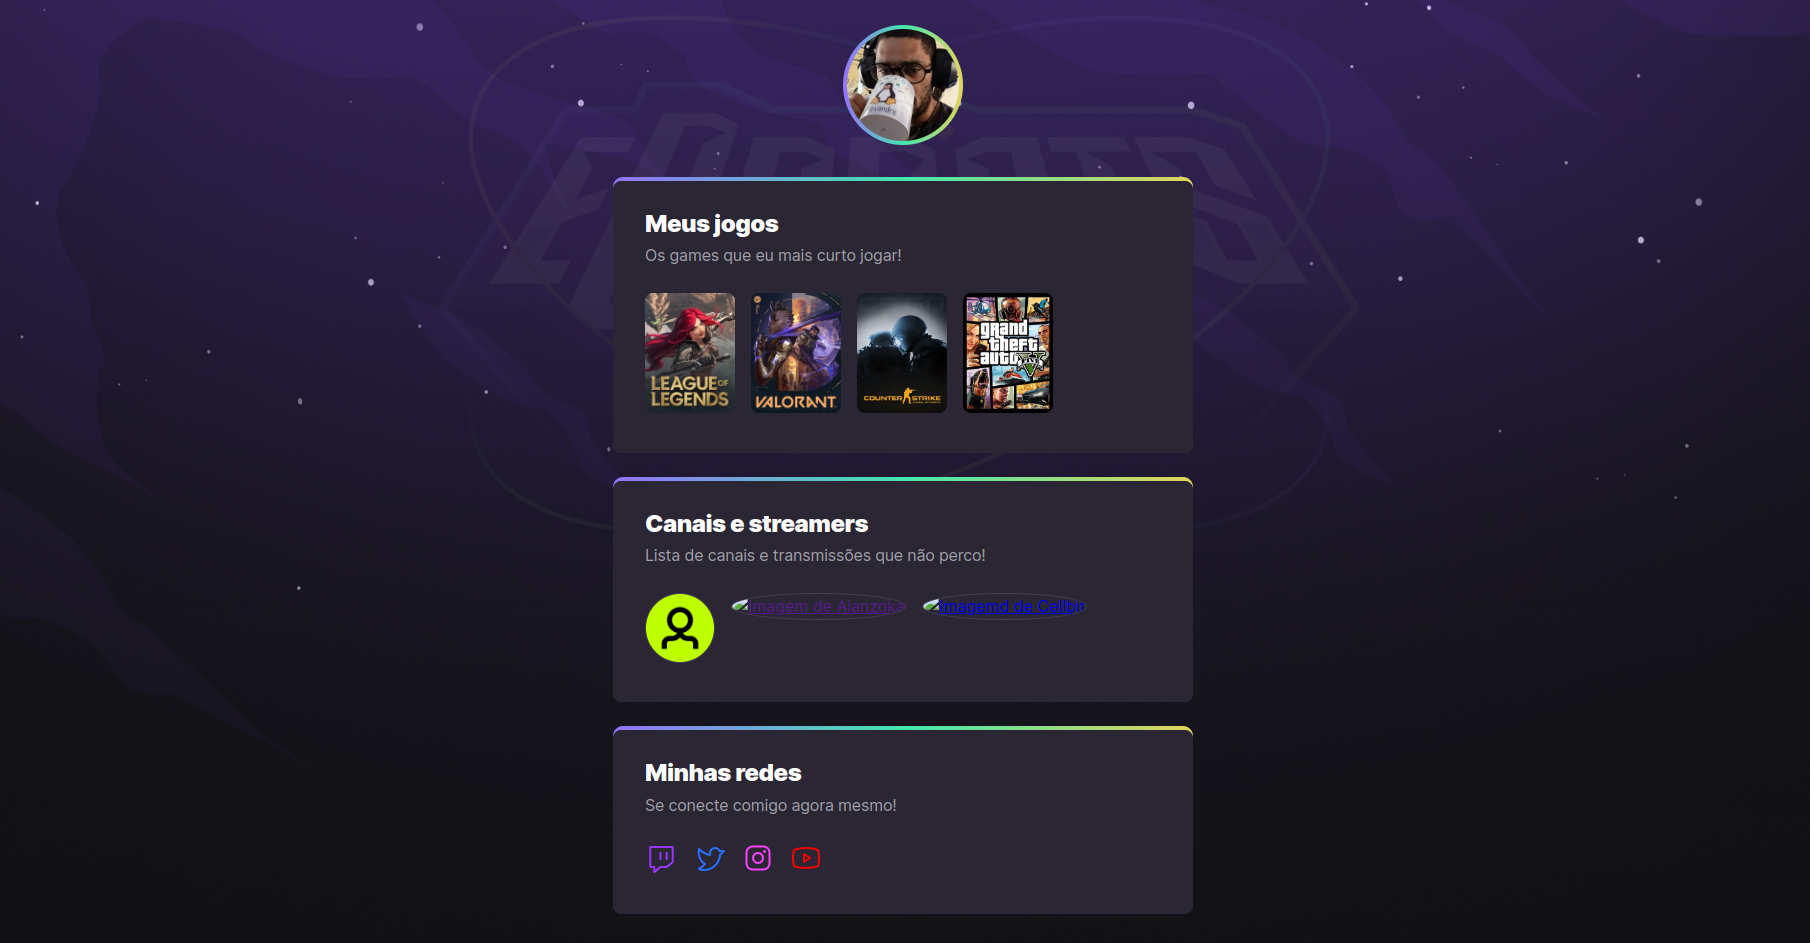 Meus jogos
Os games que eu mais curto jogar!
LEAGUE OF
LEGENDS
VALORANT
COUNTER STRIKE
grand
theft
auto V
Canais e streamers
Lista de canais e transmissões que não perco!
Imagem de Alanzoka
Imagemd de Cellbit
Minhas redes
Se conecte comigo agora mesmo!